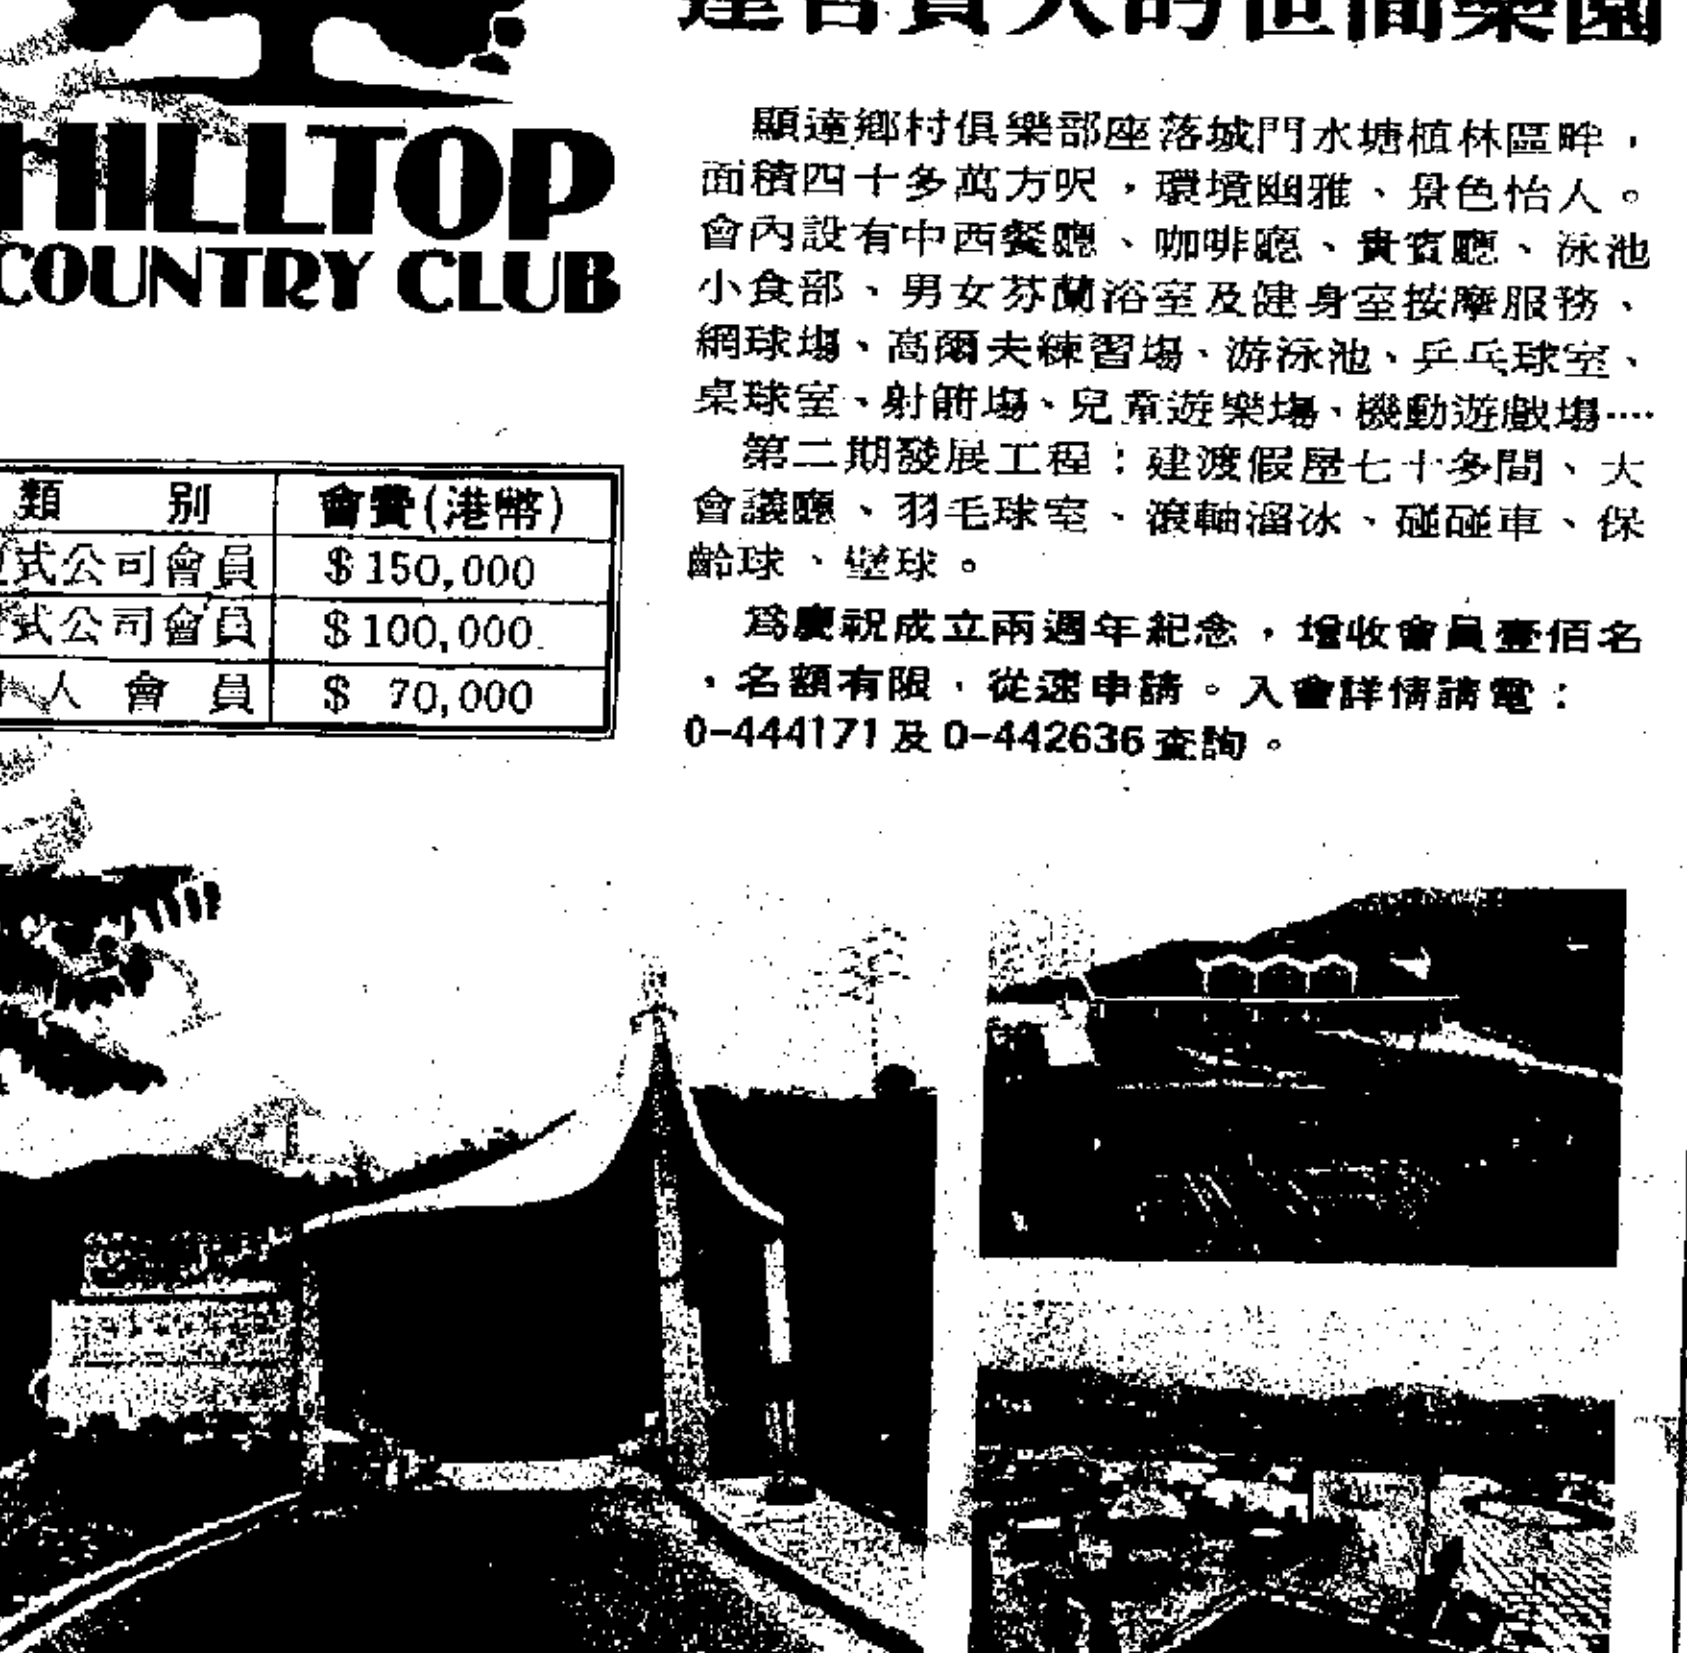 達官貴人的世間樂園
HILLTOP
COUNTRY CLUB
顯達鄉村俱樂部座落城門水塘植林區畔，
面積四十多萬方呎，環境幽雅、景色怡人。
會內設有中西餐廳、咖啡廳、貴賓廳、泳池
小食部、男女芬蘭浴室及健身室按摩服務、
網球場、高爾夫練習場、游泳池、乒乓球室、
桌球室、射箭場、兒童遊樂場、機動遊戲場····
第二期發展工程：建渡假屋七十多間、大
會議廳、羽毛球室、滾軸溜冰、碰碰車、保
齡球、壁球。
為慶祝成立兩週年紀念，增收會員壹佰名
，名額有限，從速申請。入會詳情請電：
0-444171及0-442636查詢。
類 別 會費(港幣)
式公司會員 $150,000
式公司會員 $100,000
人會員 $ 70,000